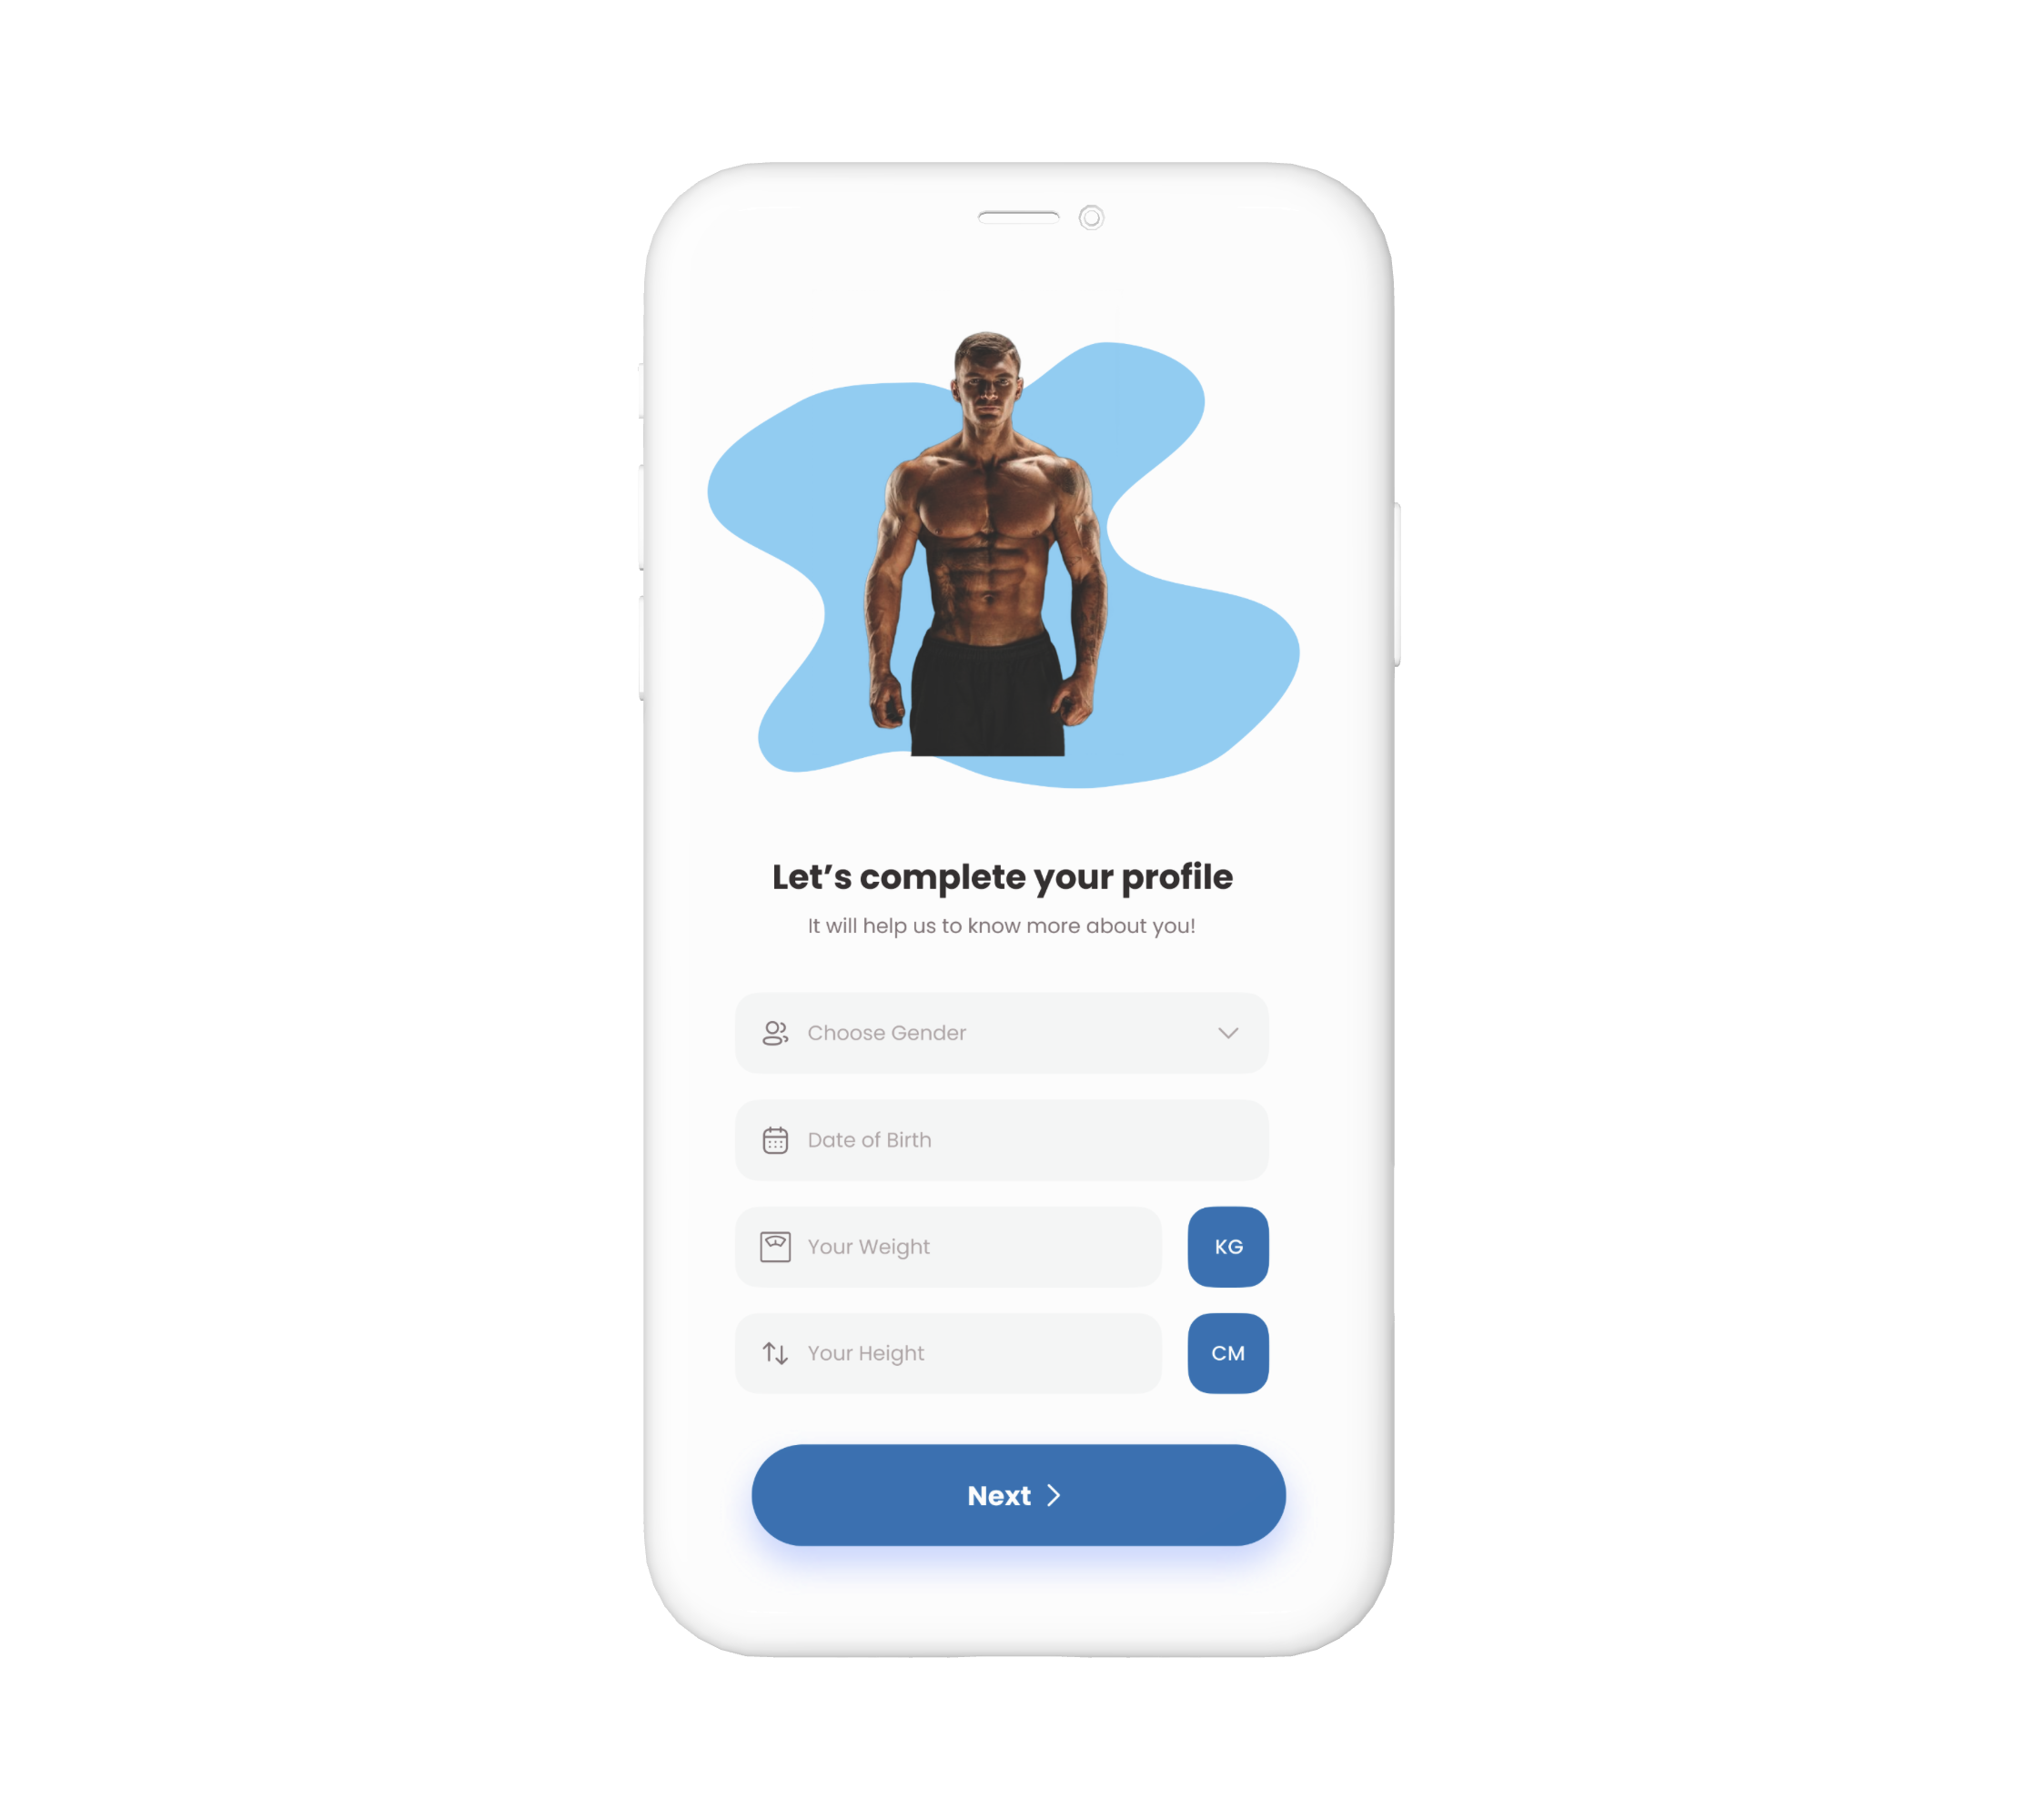 Let’s complete your profile
It will help us to know more about you!
Choose Gender
Date of Birth
Your Weight
KG
Your Height
CM
Next